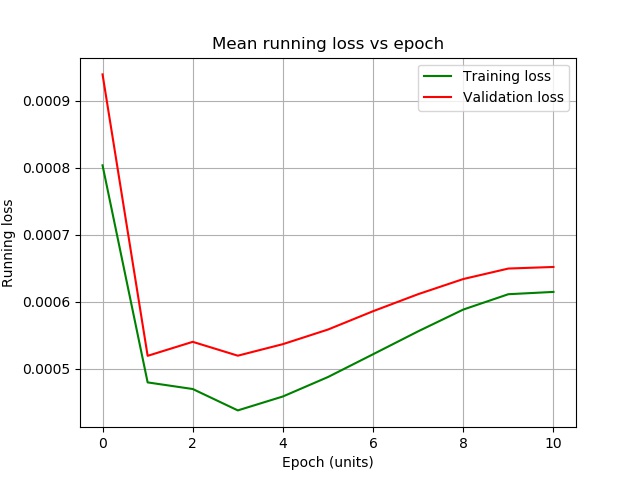 Mean running loss vs epoch
Training loss
Validation loss
0.0009
0.0008
0.0007
0.0006
0.0005
Running loss
0 2 4 6 8 10
Epoch (units)